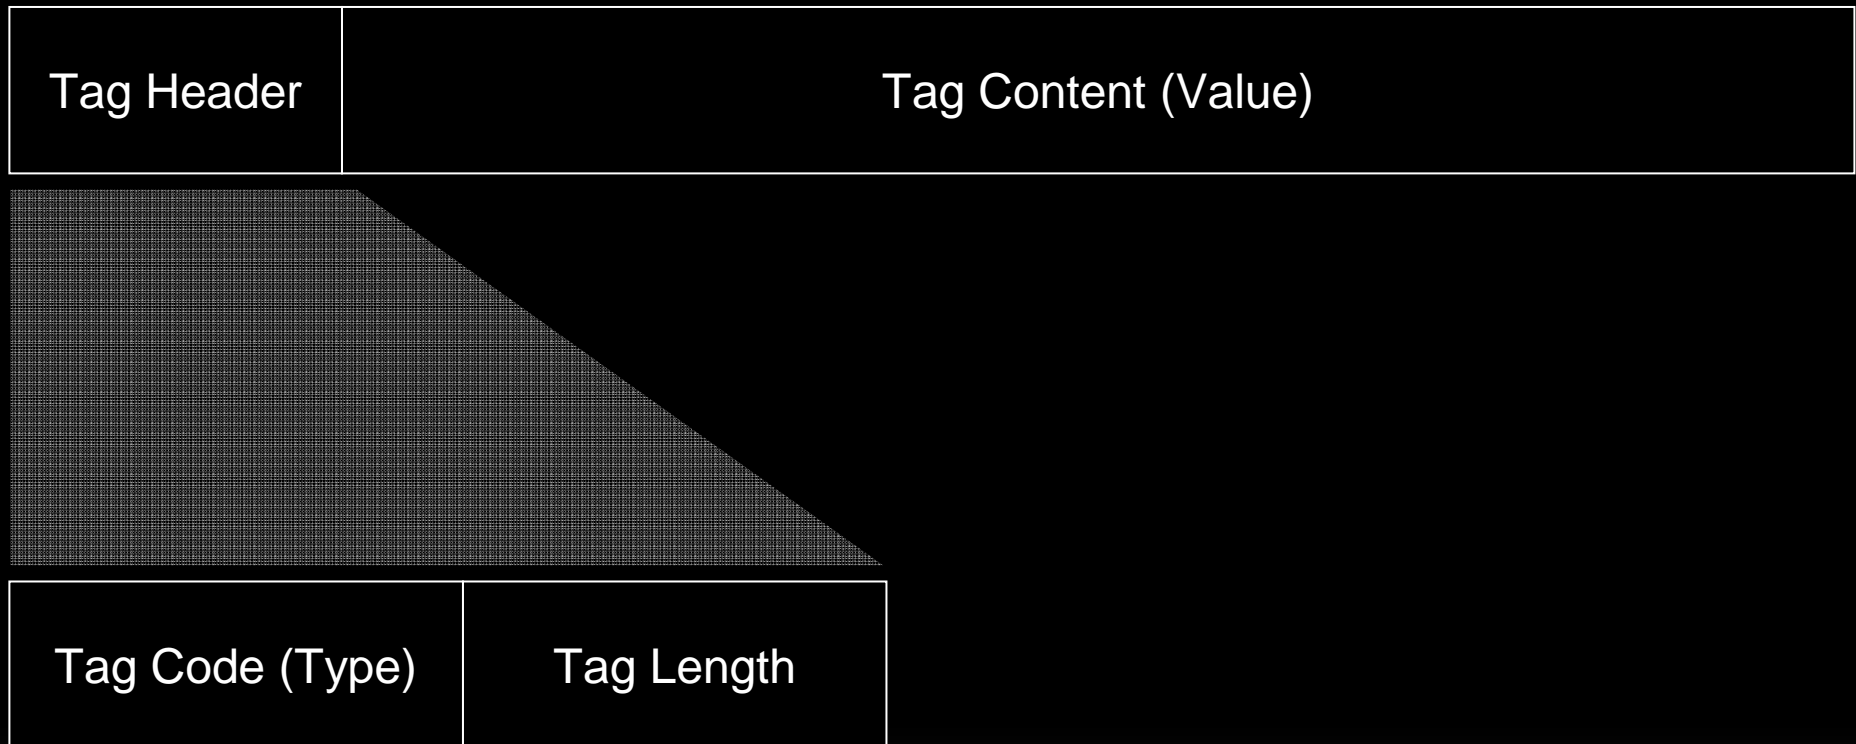 Tag Header
Tag Content (Value)
Tag Code (Type)
Tag Length